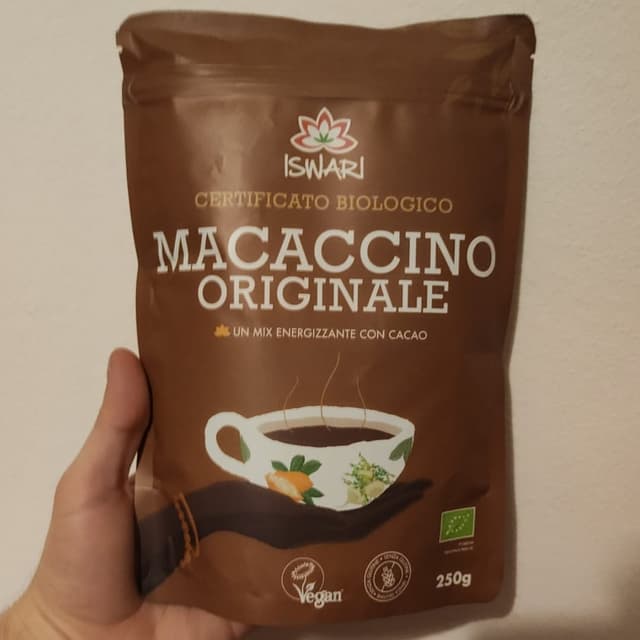 ISWARI
CERTIFICATO BIOLOGICO
MACACCINO
ORIGINALE
UN MIX ENERGIZZANTE CON CACAO
Vegan
250g